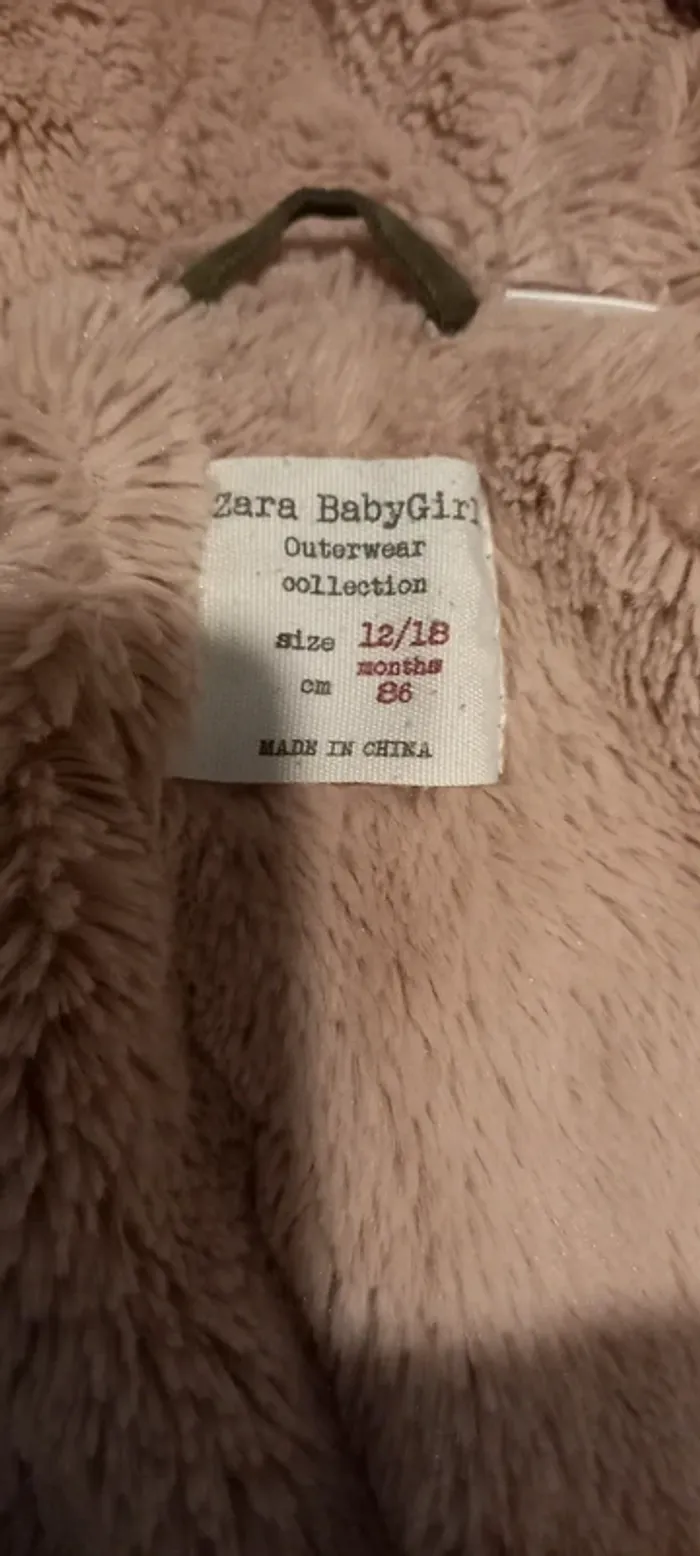 Zara BabyGirl
Outerwear
collection
size 12/18
months
cm 86
MADE IN CHINA